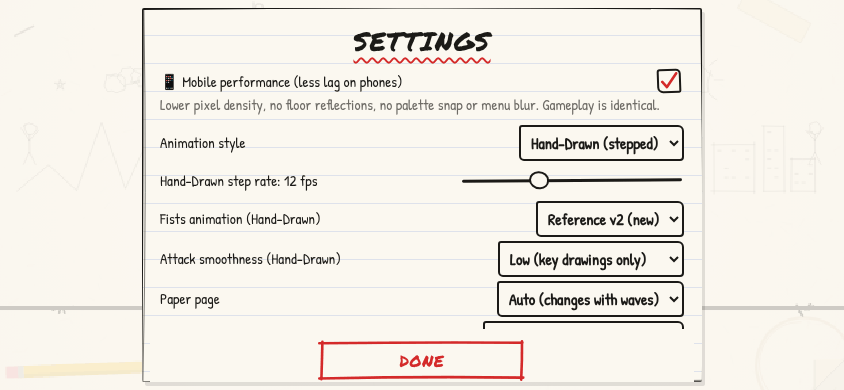 SETTINGS
📱 Mobile performance (less lag on phones)
Lower pixel density, no floor reflections, no palette snap or menu blur. Gameplay is identical.
Animation style
Hand-Drawn (stepped)
Hand-Drawn step rate: 12 fps
Fists animation (Hand-Drawn)
Reference v2 (new)
Attack smoothness (Hand-Drawn)
Low (key drawings only)
Paper page
Auto (changes with waves)
DONE